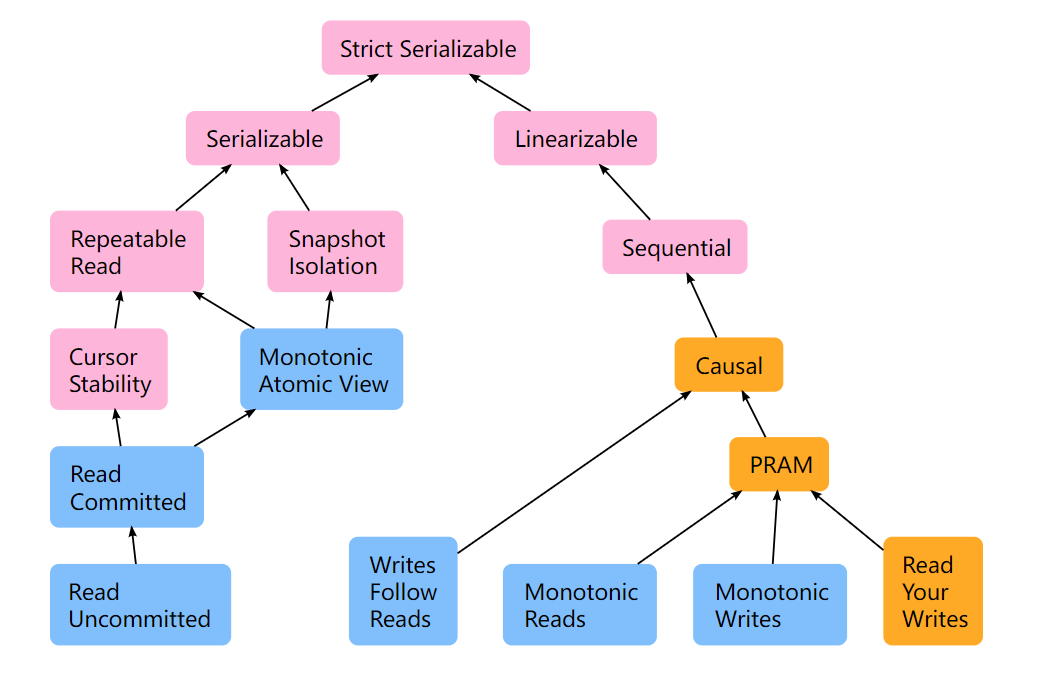 Strict Serializable
Serializable
Linearizable
Repeatable
Read
Snapshot
Isolation
Sequential
Cursor
Stability
Monotonic
Atomic View
Causal
Read
Committed
PRAM
Read
Uncommitted
Writes
Follow
Reads
Monotonic
Reads
Monotonic
Writes
Read
Your
Writes